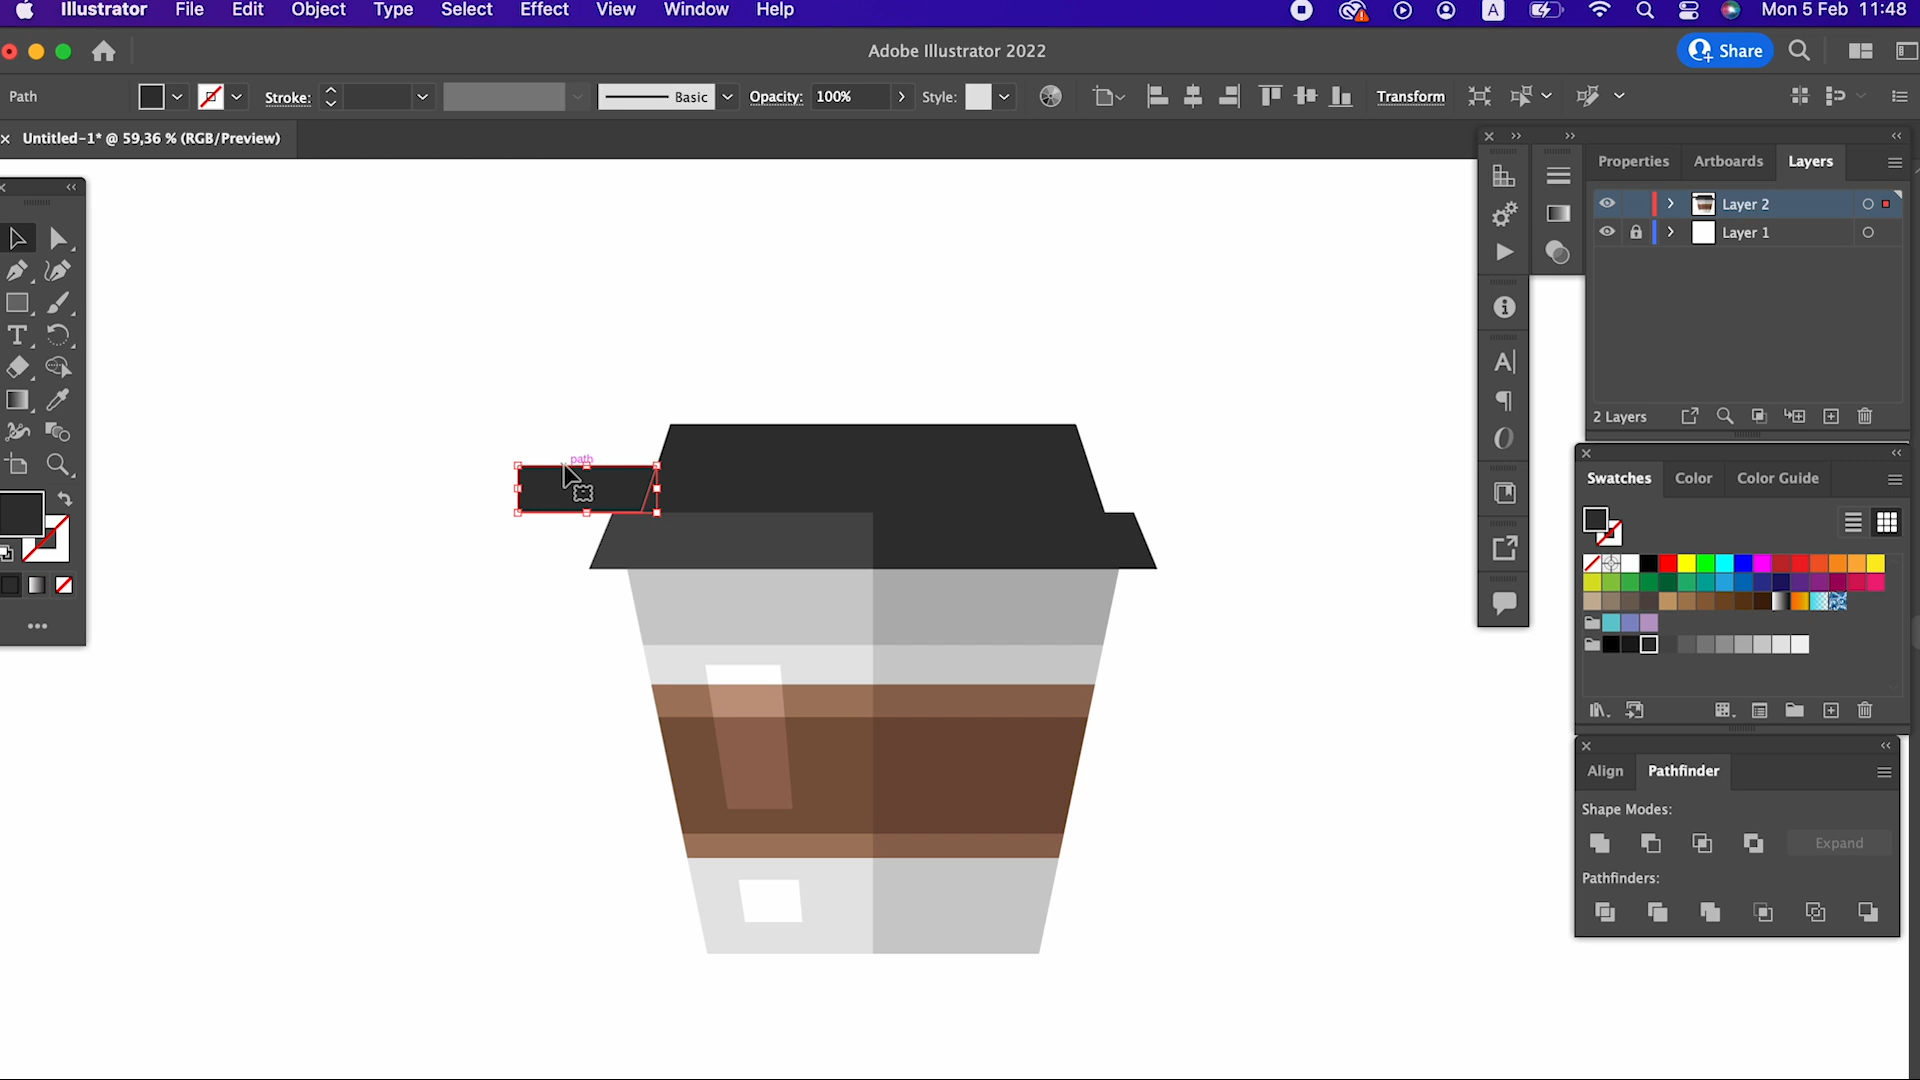 Illustrator File Edit Object Type Select Effect View Window Help A Mon 5 Feb 11:48
Adobe Illustrator 2022 Share
Path Stroke: Basic Opacity: 100% Style: Transform
Untitled-1* @ 59,36 % (RGB/Preview)
Properties Artboards Layers
Layer 2
Layer 1
2 Layers
path
Swatches Color Color Guide
Align Pathfinder
Shape Modes:
Expand
Pathfinders: